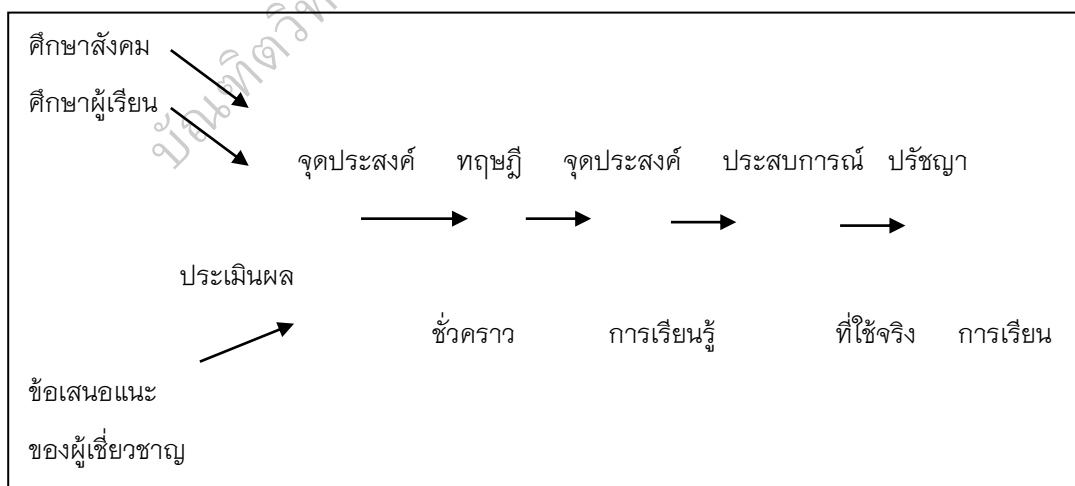 ศึกษาสังคม
ศึกษาผู้เรียน
จุดประสงค์ ทฤษฎี จุดประสงค์ ประสบการณ์ ปรัชญา
ประเมินผล
ชั่วคราว การเรียนรู้ ที่ใช้จริง การเรียน
ข้อเสนอแนะ
ของผู้เชี่ยวชาญ